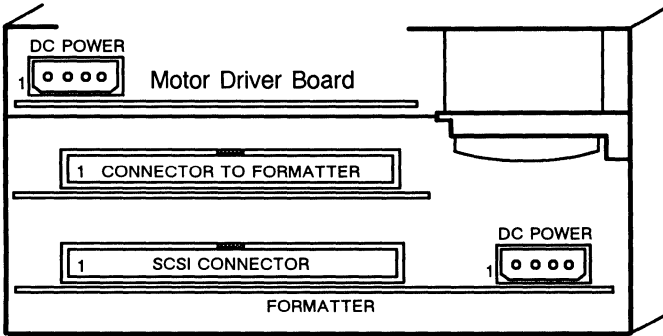 DC POWER
1
Motor Driver Board
1 CONNECTOR TO FORMATTER
DC POWER
1 SCSI CONNECTOR
1
FORMATTER